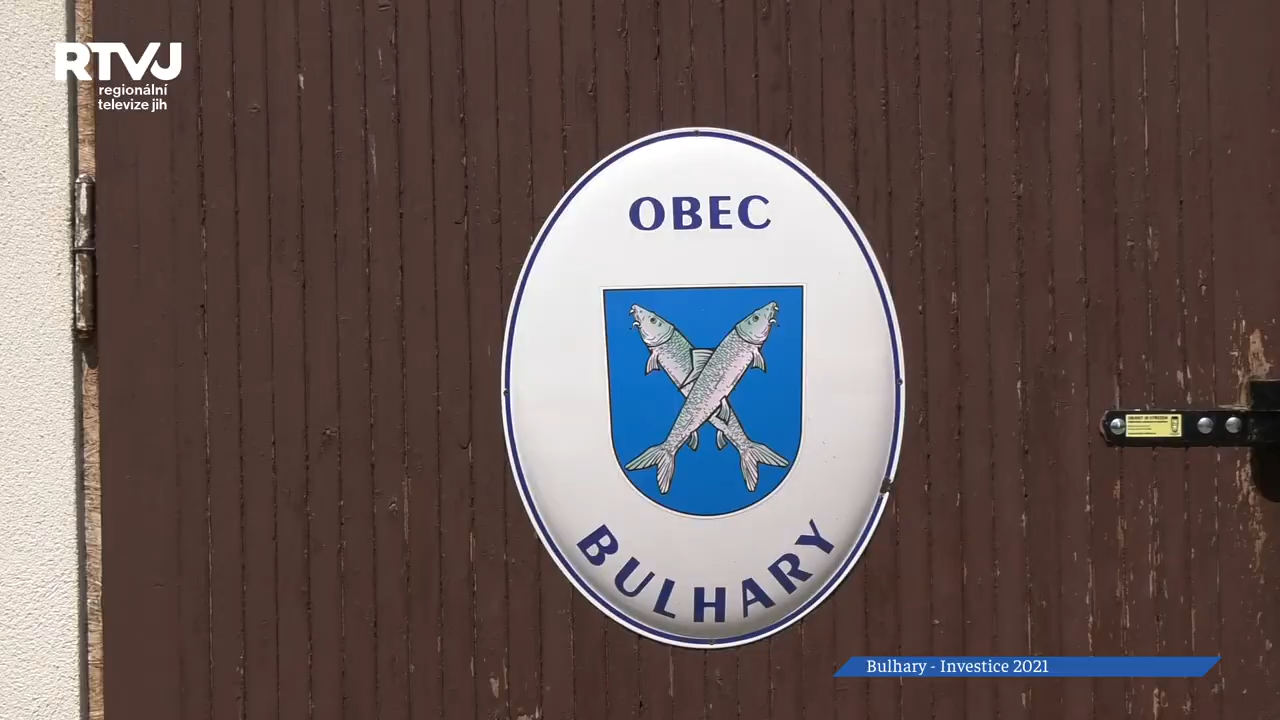 RTVJ
regionální
televize jih
OBEC
BULHARY
Bulhary - Investice 2021